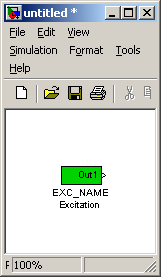 untitled *
File Edit View
Simulation Format Tools
Help
Out1
EXC_NAME
Excitation
F 100%